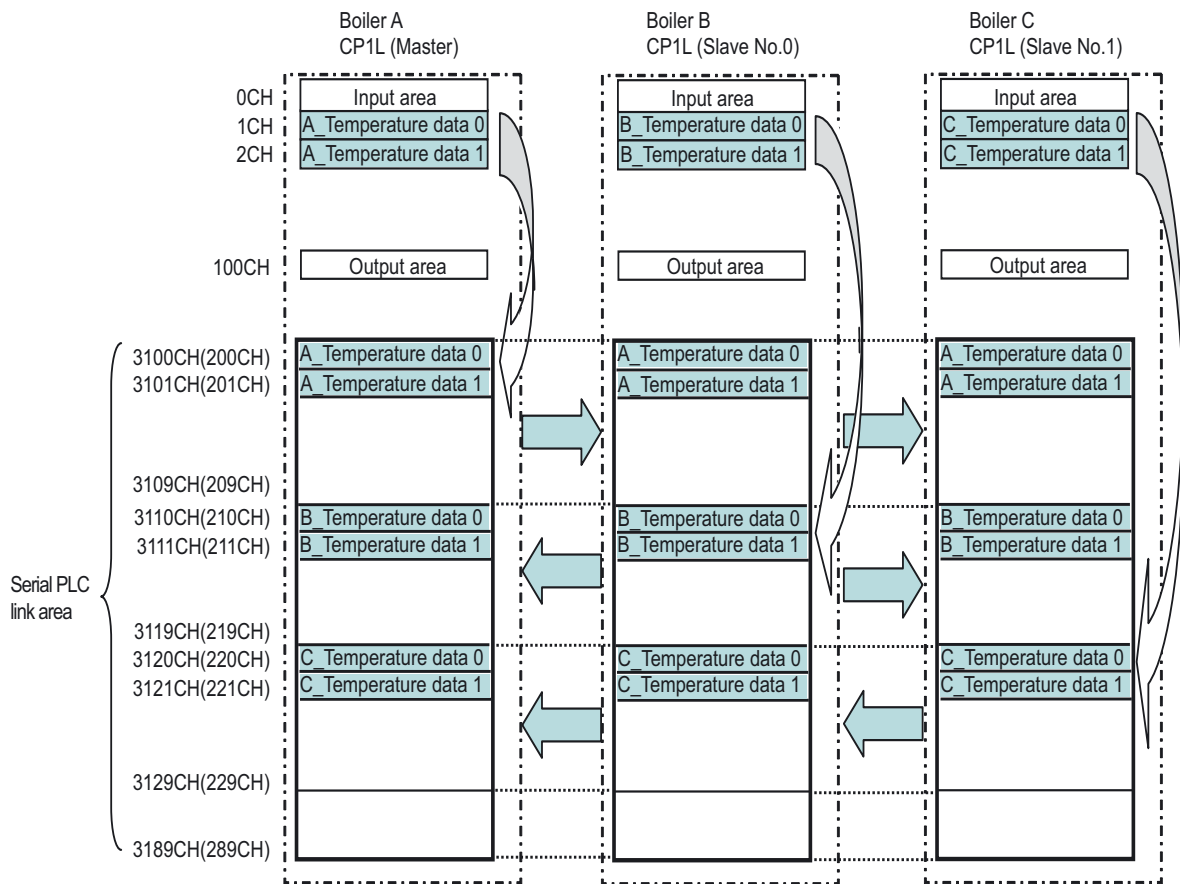 Boiler A
CP1L (Master)
Boiler B
CP1L (Slave No.0)
Boiler C
CP1L (Slave No.1)
0CH
Input area
Input area
Input area
1CH
A_Temperature data 0
B_Temperature data 0
C_Temperature data 0
2CH
A_Temperature data 1
B_Temperature data 1
C_Temperature data 1
100CH
Output area
Output area
Output area
3100CH(200CH)
A_Temperature data 0
A_Temperature data 0
A_Temperature data 0
3101CH(201CH)
A_Temperature data 1
A_Temperature data 1
A_Temperature data 1
3109CH(209CH)
3110CH(210CH)
B_Temperature data 0
B_Temperature data 0
B_Temperature data 0
3111CH(211CH)
B_Temperature data 1
B_Temperature data 1
B_Temperature data 1
Serial PLC
link area
3119CH(219CH)
3120CH(220CH)
C_Temperature data 0
C_Temperature data 0
C_Temperature data 0
3121CH(221CH)
C_Temperature data 1
C_Temperature data 1
C_Temperature data 1
3129CH(229CH)
3189CH(289CH)